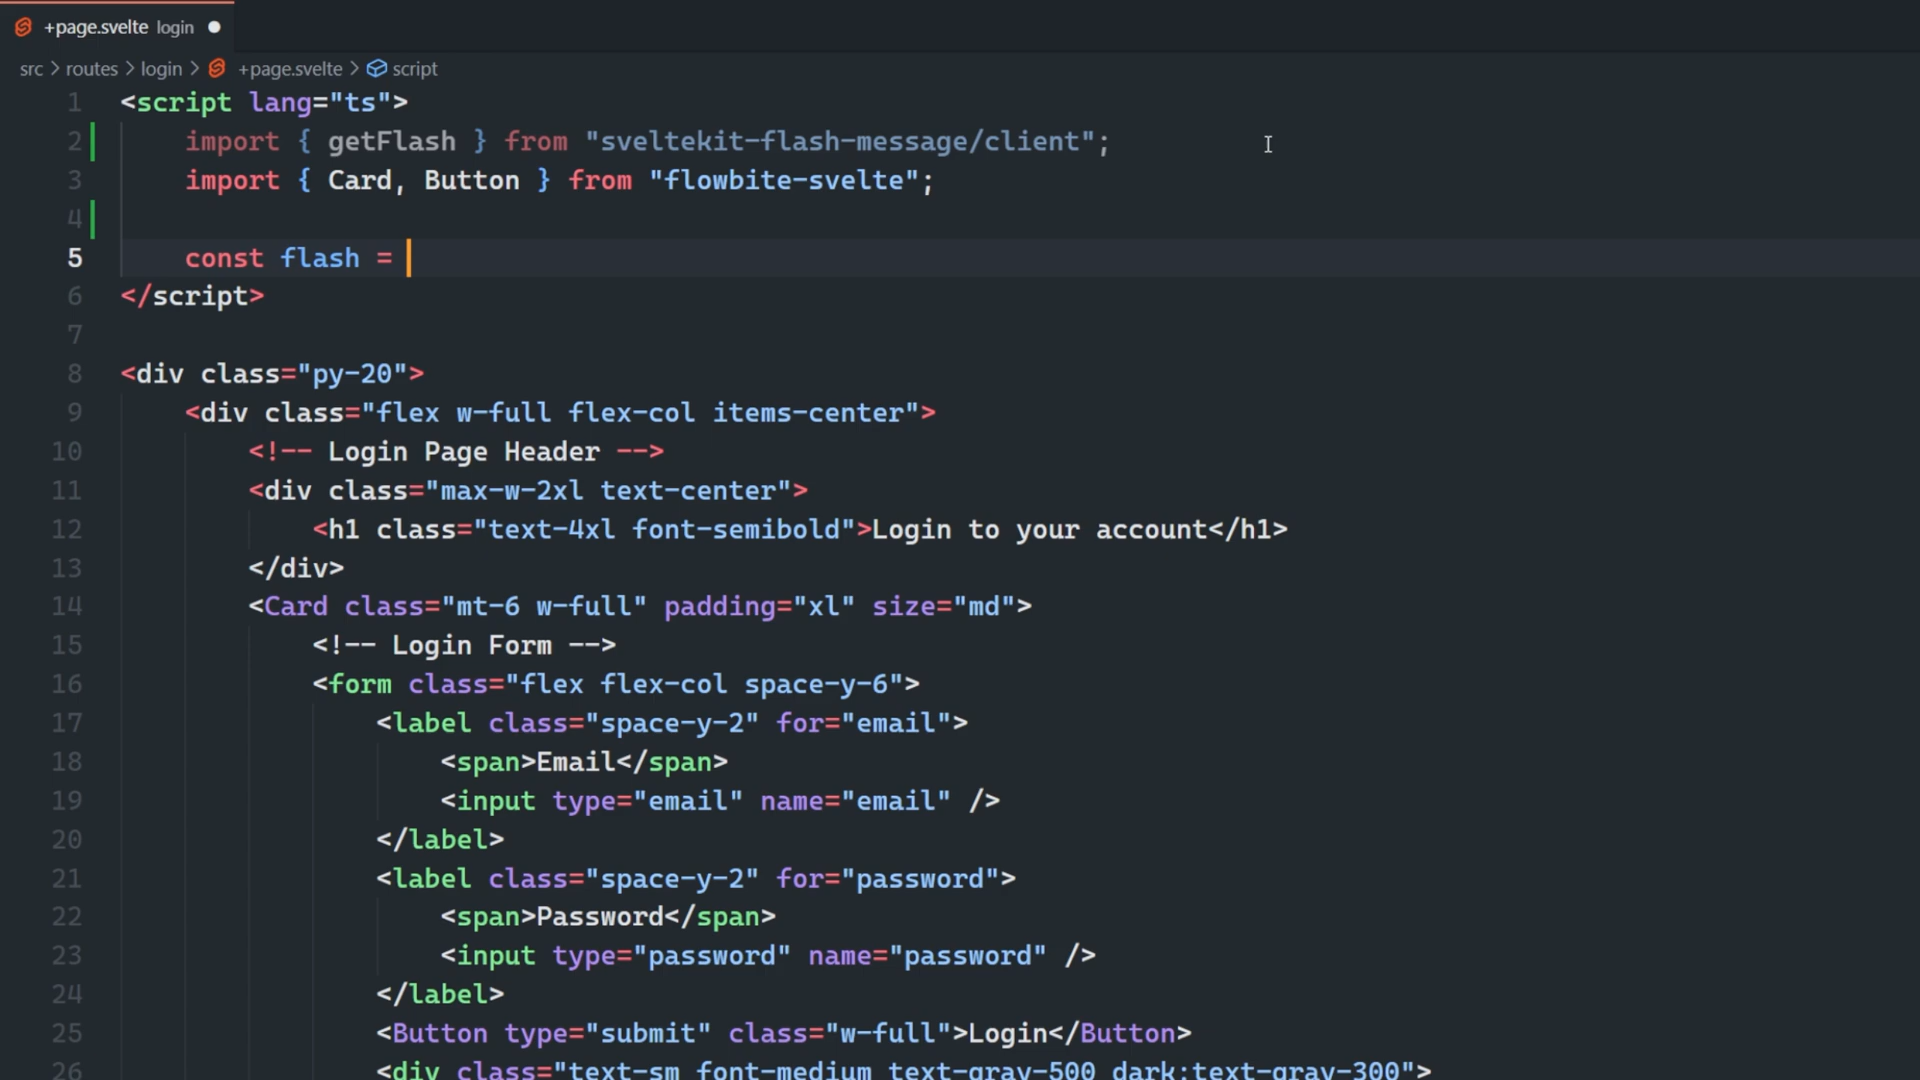 +page.svelte login
src > routes > login > +page.svelte > script
1 <script lang="ts">
2 import { getFlash } from "sveltekit-flash-message/client";
3 import { Card, Button } from "flowbite-svelte";
4
5 const flash =
6 </script>
7
8 <div class="py-20">
9 <div class="flex w-full flex-col items-center">
10 <!-- Login Page Header -->
11 <div class="max-w-2xl text-center">
12 <h1 class="text-4xl font-semibold">Login to your account</h1>
13 </div>
14 <Card class="mt-6 w-full" padding="xl" size="md">
15 <!-- Login Form -->
16 <form class="flex flex-col space-y-6">
17 <label class="space-y-2" for="email">
18 <span>Email</span>
19 <input type="email" name="email" />
20 </label>
21 <label class="space-y-2" for="password">
22 <span>Password</span>
23 <input type="password" name="password" />
24 </label>
25 <Button type="submit" class="w-full">Login</Button>
26 <div class="text-sm font-medium text-gray-500 dark:text-gray-300">